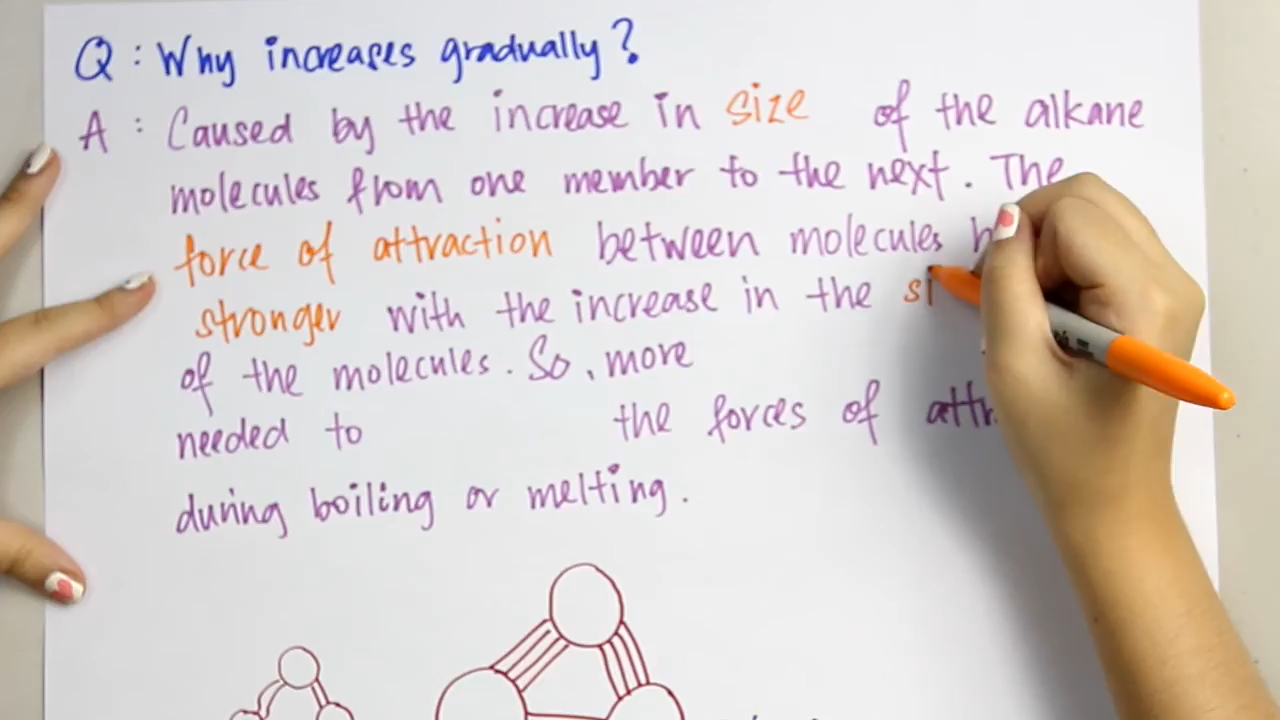 Q : Why increases gradually?
A : Caused by the increase in size of the alkane
molecules from one member to the next. The
force of attraction between molecules
stronger with the increase in the si
of the molecules. So, more
needed to the forces of attr
during boiling or melting.